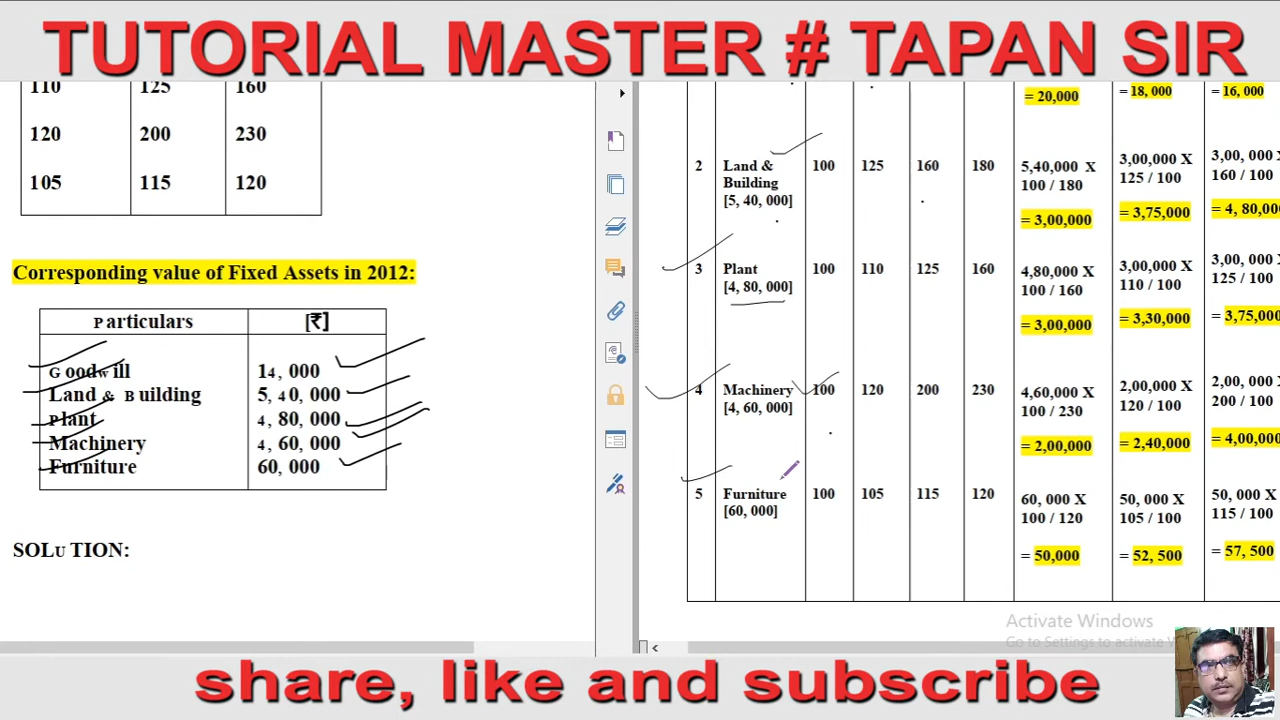 TUTORIAL MASTER # TAPAN SIR
110 125 160
120 200 230
105 115 120
Corresponding value of Fixed Assets in 2012:
Particulars [₹]
Goodwill 14, 000
Land & Building 5, 40, 000
Plant 4, 80, 000
Machinery 4, 60, 000
Furniture 60, 000
SOLUTION:
= 20,000 = 18, 000 = 16, 000
2 Land & 100 125 160 180 5,40,000 X 3,00,000 X 3,00, 000 X
Building 100 / 180 125 / 100 160 / 100
[5, 40, 000] = 3,00,000 = 3,75,000 = 4, 80,000
3 Plant 100 110 125 160 4,80,000 X 3,00,000 X 3,00, 000 X
[4, 80, 000] 100 / 160 110 / 100 125 / 100
= 3,00,000 = 3,30,000 = 3,75,000
4 Machinery 100 120 200 230 4,60,000 X 2,00,000 X 2,00, 000 X
[4, 60, 000] 100 / 230 120 / 100 200 / 100
= 2,00,000 = 2,40,000 = 4,00,000
5 Furniture 100 105 115 120 60, 000 X 50, 000 X 50, 000 X
[60, 000] 100 / 120 105 / 100 115 / 100
= 50,000 = 52, 500 = 57, 500
Activate Windows
Go to Settings to activate W
share, like and subscribe